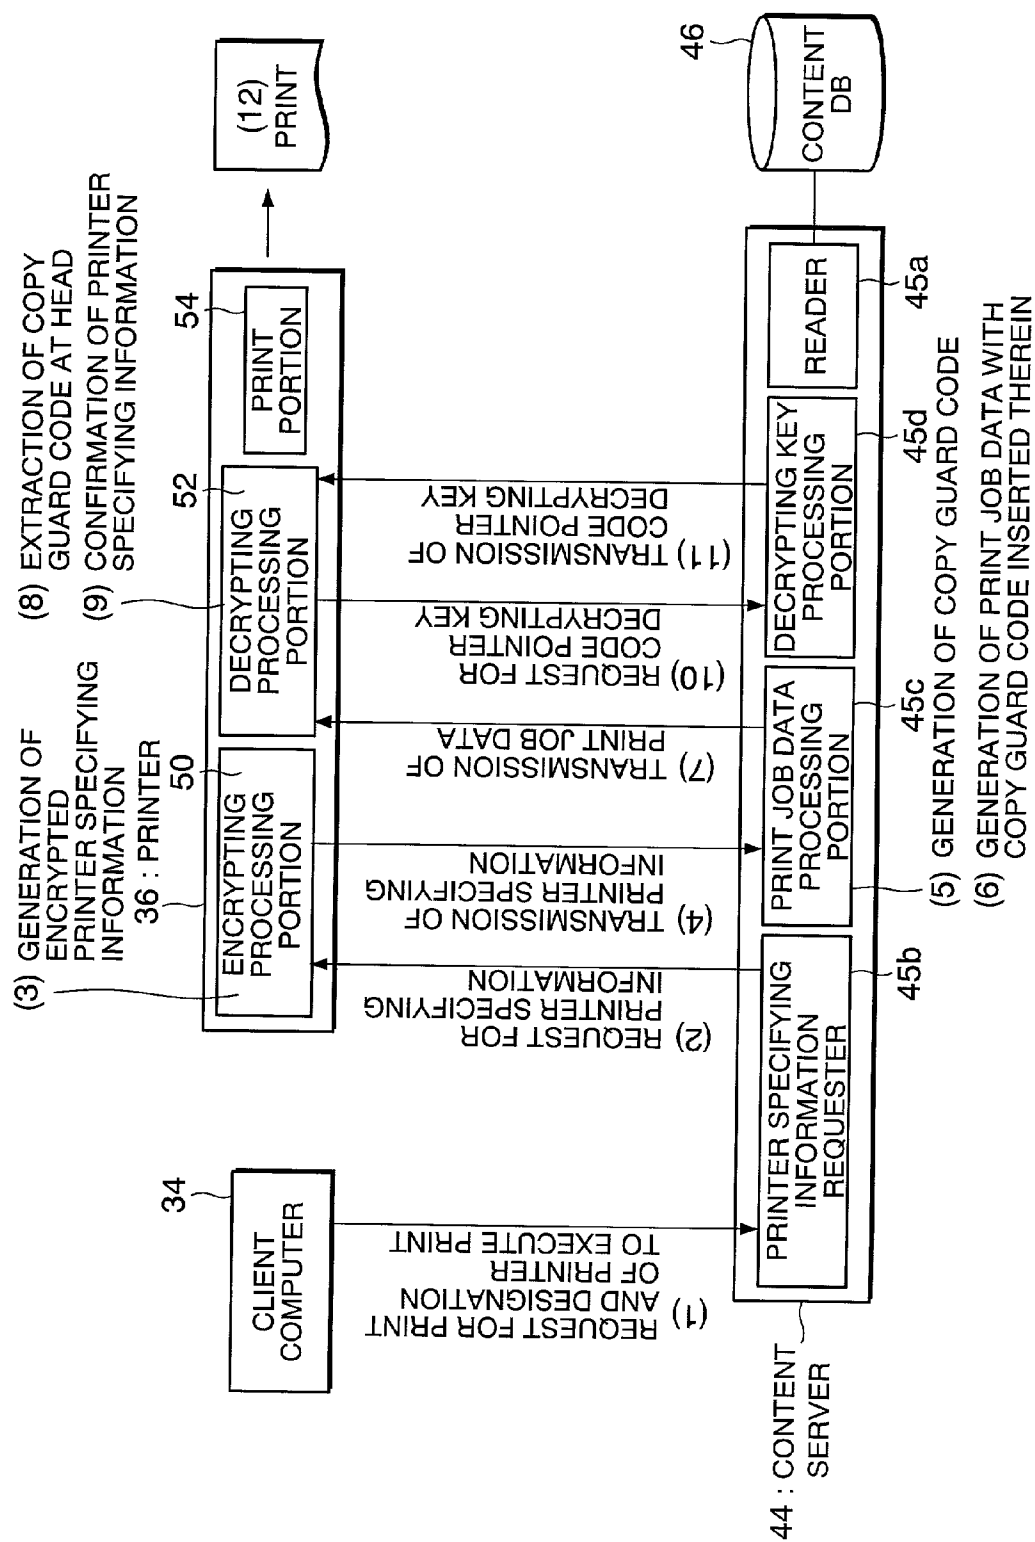 (3) GENERATION OF
ENCRYPTED
PRINTER SPECIFYING
INFORMATION
36 : PRINTER
(8) EXTRACTION OF COPY
GUARD CODE AT HEAD
(9) CONFIRMATION OF PRINTER
SPECIFYING INFORMATION
34
CLIENT
COMPUTER
50
ENCRYPTING
PROCESSING
PORTION
52
DECRYPTING
PROCESSING
PORTION
54
PRINT
PORTION
(12)
PRINT
(1) REQUEST FOR PRINT
AND DESIGNATION
OF PRINTER
TO EXECUTE PRINT
(2) REQUEST FOR
PRINTER SPECIFYING
INFORMATION
(4) TRANSMISSION OF
PRINTER SPECIFYING
INFORMATION
(7) TRANSMISSION OF
PRINT JOB DATA
(10) REQUEST FOR
CODE POINTER
DECRYPTING KEY
(11) TRANSMISSION OF
CODE POINTER
DECRYPTING KEY
46
CONTENT
DB
44 : CONTENT
SERVER
PRINTER SPECIFYING
INFORMATION
REQUESTER
45b
PRINT JOB DATA
PROCESSING
PORTION
45c
DECRYPTING KEY
PROCESSING
PORTION
45d
READER
45a
(5) GENERATION OF COPY GUARD CODE
(6) GENERATION OF PRINT JOB DATA WITH
COPY GUARD CODE INSERTED THEREIN